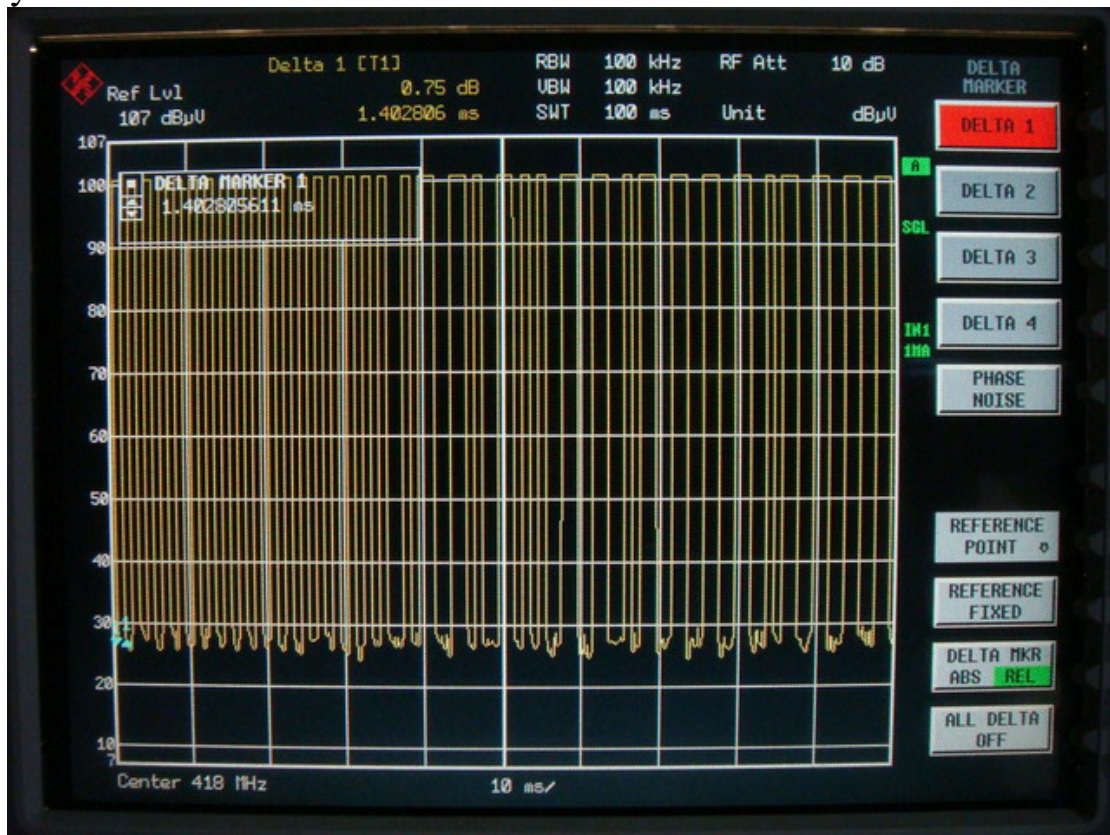 Delta 1 [T1]
RBW 100 kHz RF Att 10 dB
Ref Lvl
0.75 dB
VBW 100 kHz
107 dBµV
1.402806 ms
SWT 100 ms Unit dBµV
DELTA
MARKER
DELTA 1
DELTA 2
DELTA 3
DELTA 4
PHASE
NOISE
REFERENCE
POINT
REFERENCE
FIXED
DELTA MKR
ABS REL
ALL DELTA
OFF
107
100
90
80
70
60
50
40
30
20
10
7
DELTA MARKER 1
1.402805611 ms
A
SGL
IN1
1MA
1
Center 418 MHz
10 ms/